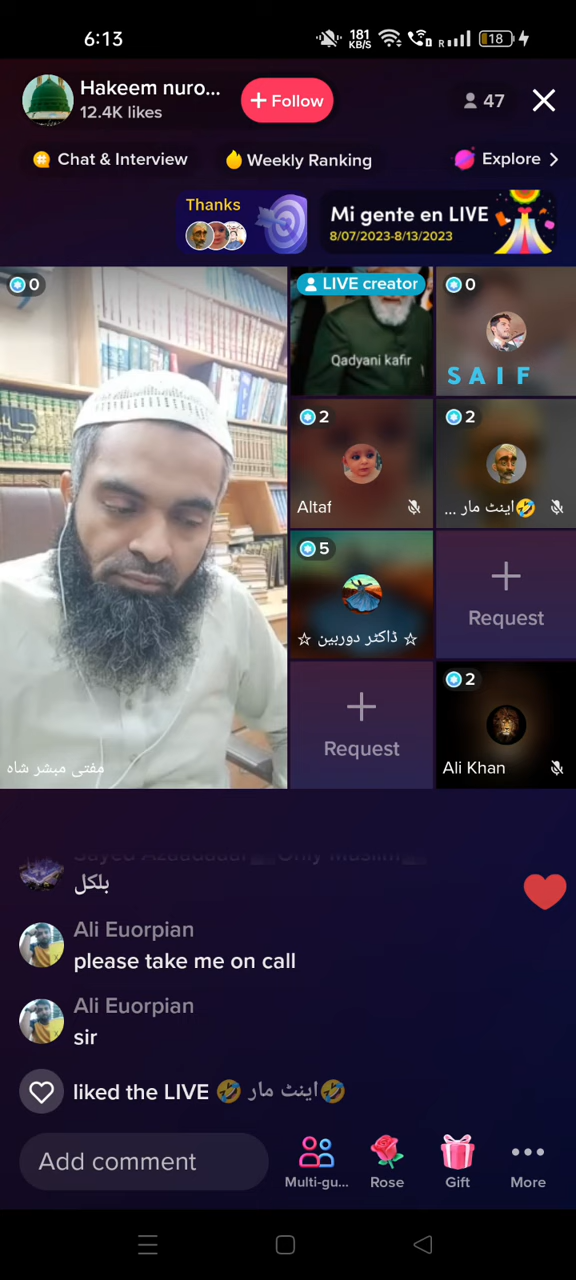 6:13
181
KB/S
R
18
Hakeem nuro...
12.4K likes
+ Follow
47
Chat & Interview
Weekly Ranking
Explore
Thanks
Mi gente en LIVE
8/07/2023-8/13/2023
0
LIVE creator
Qadyani kafir
0
S A I F
2
Altaf
2
🤣اینٹ مار ...
5
☆ ڈاکٹر دوربین ☆
+
Request
+
Request
2
Ali Khan
مفتی مبشر شاہ
بلکل
Ali Euorpian
please take me on call
Ali Euorpian
sir
liked the LIVE 🤣اینٹ مار🤣
Add comment
Multi-gu...
Rose
Gift
More